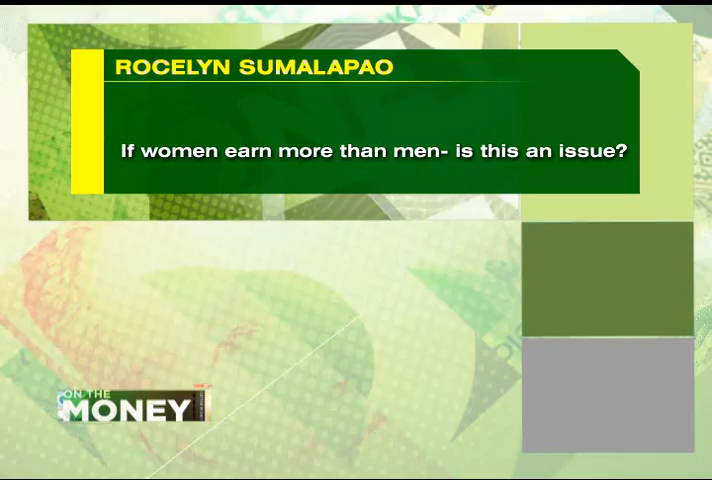 ROCELYN SUMALAPAO
If women earn more than men- is this an issue?
ON THE
MONEY